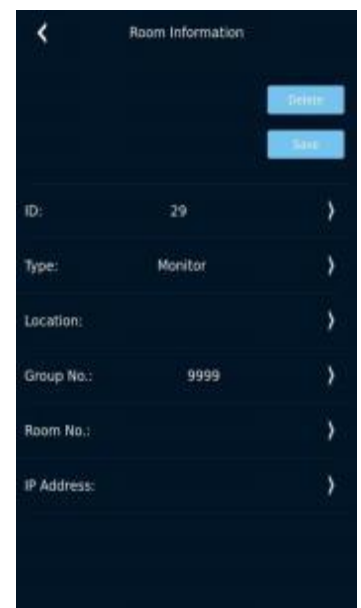 Room Information
Delete
Save
ID: 29
Type: Monitor
Location:
Group No.: 9999
Room No.:
IP Address: